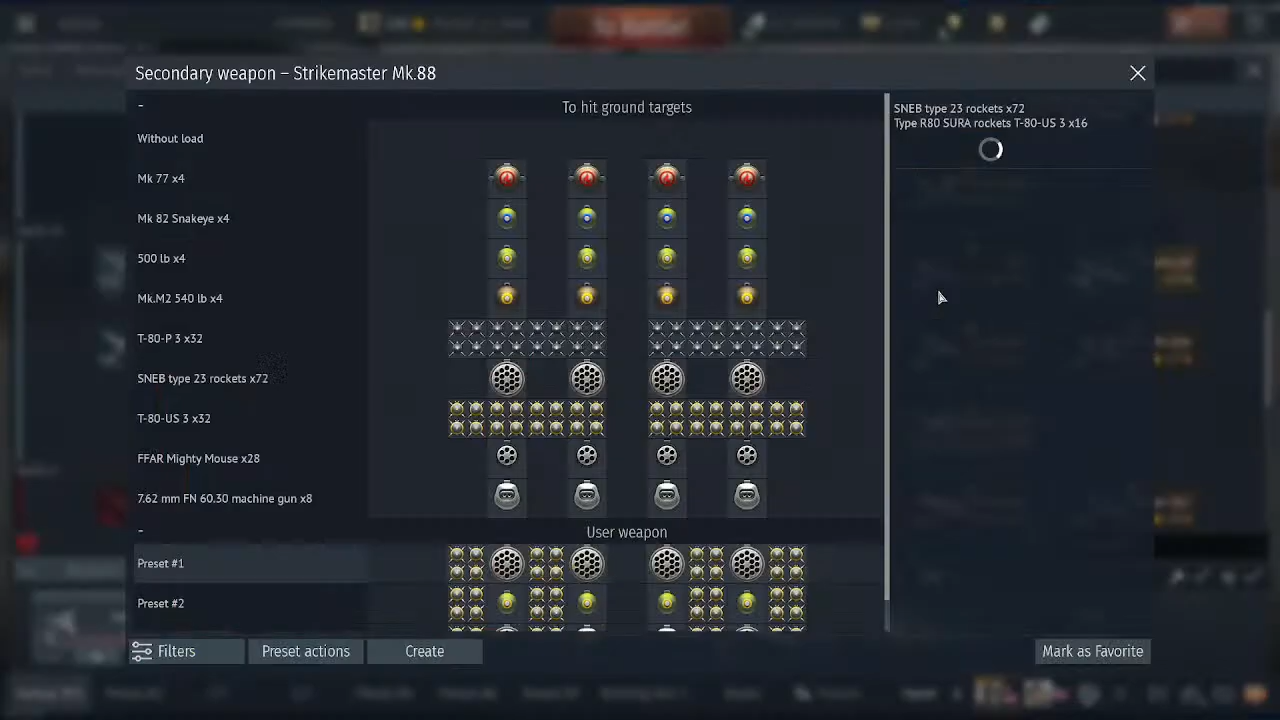 Secondary weapon – Strikemaster Mk.88
-
To hit ground targets
Without load
Mk 77 x4
Mk 82 Snakeye x4
500 lb x4
Mk.M2 540 lb x4
T-80-P 3 x32
SNEB type 23 rockets x72
T-80-US 3 x32
FFAR Mighty Mouse x28
7.62 mm FN 60.30 machine gun x8
-
User weapon
Preset #1
Preset #2
SNEB type 23 rockets x72
Type R80 SURA rockets T-80-US 3 x16
Filters
Preset actions
Create
Mark as Favorite